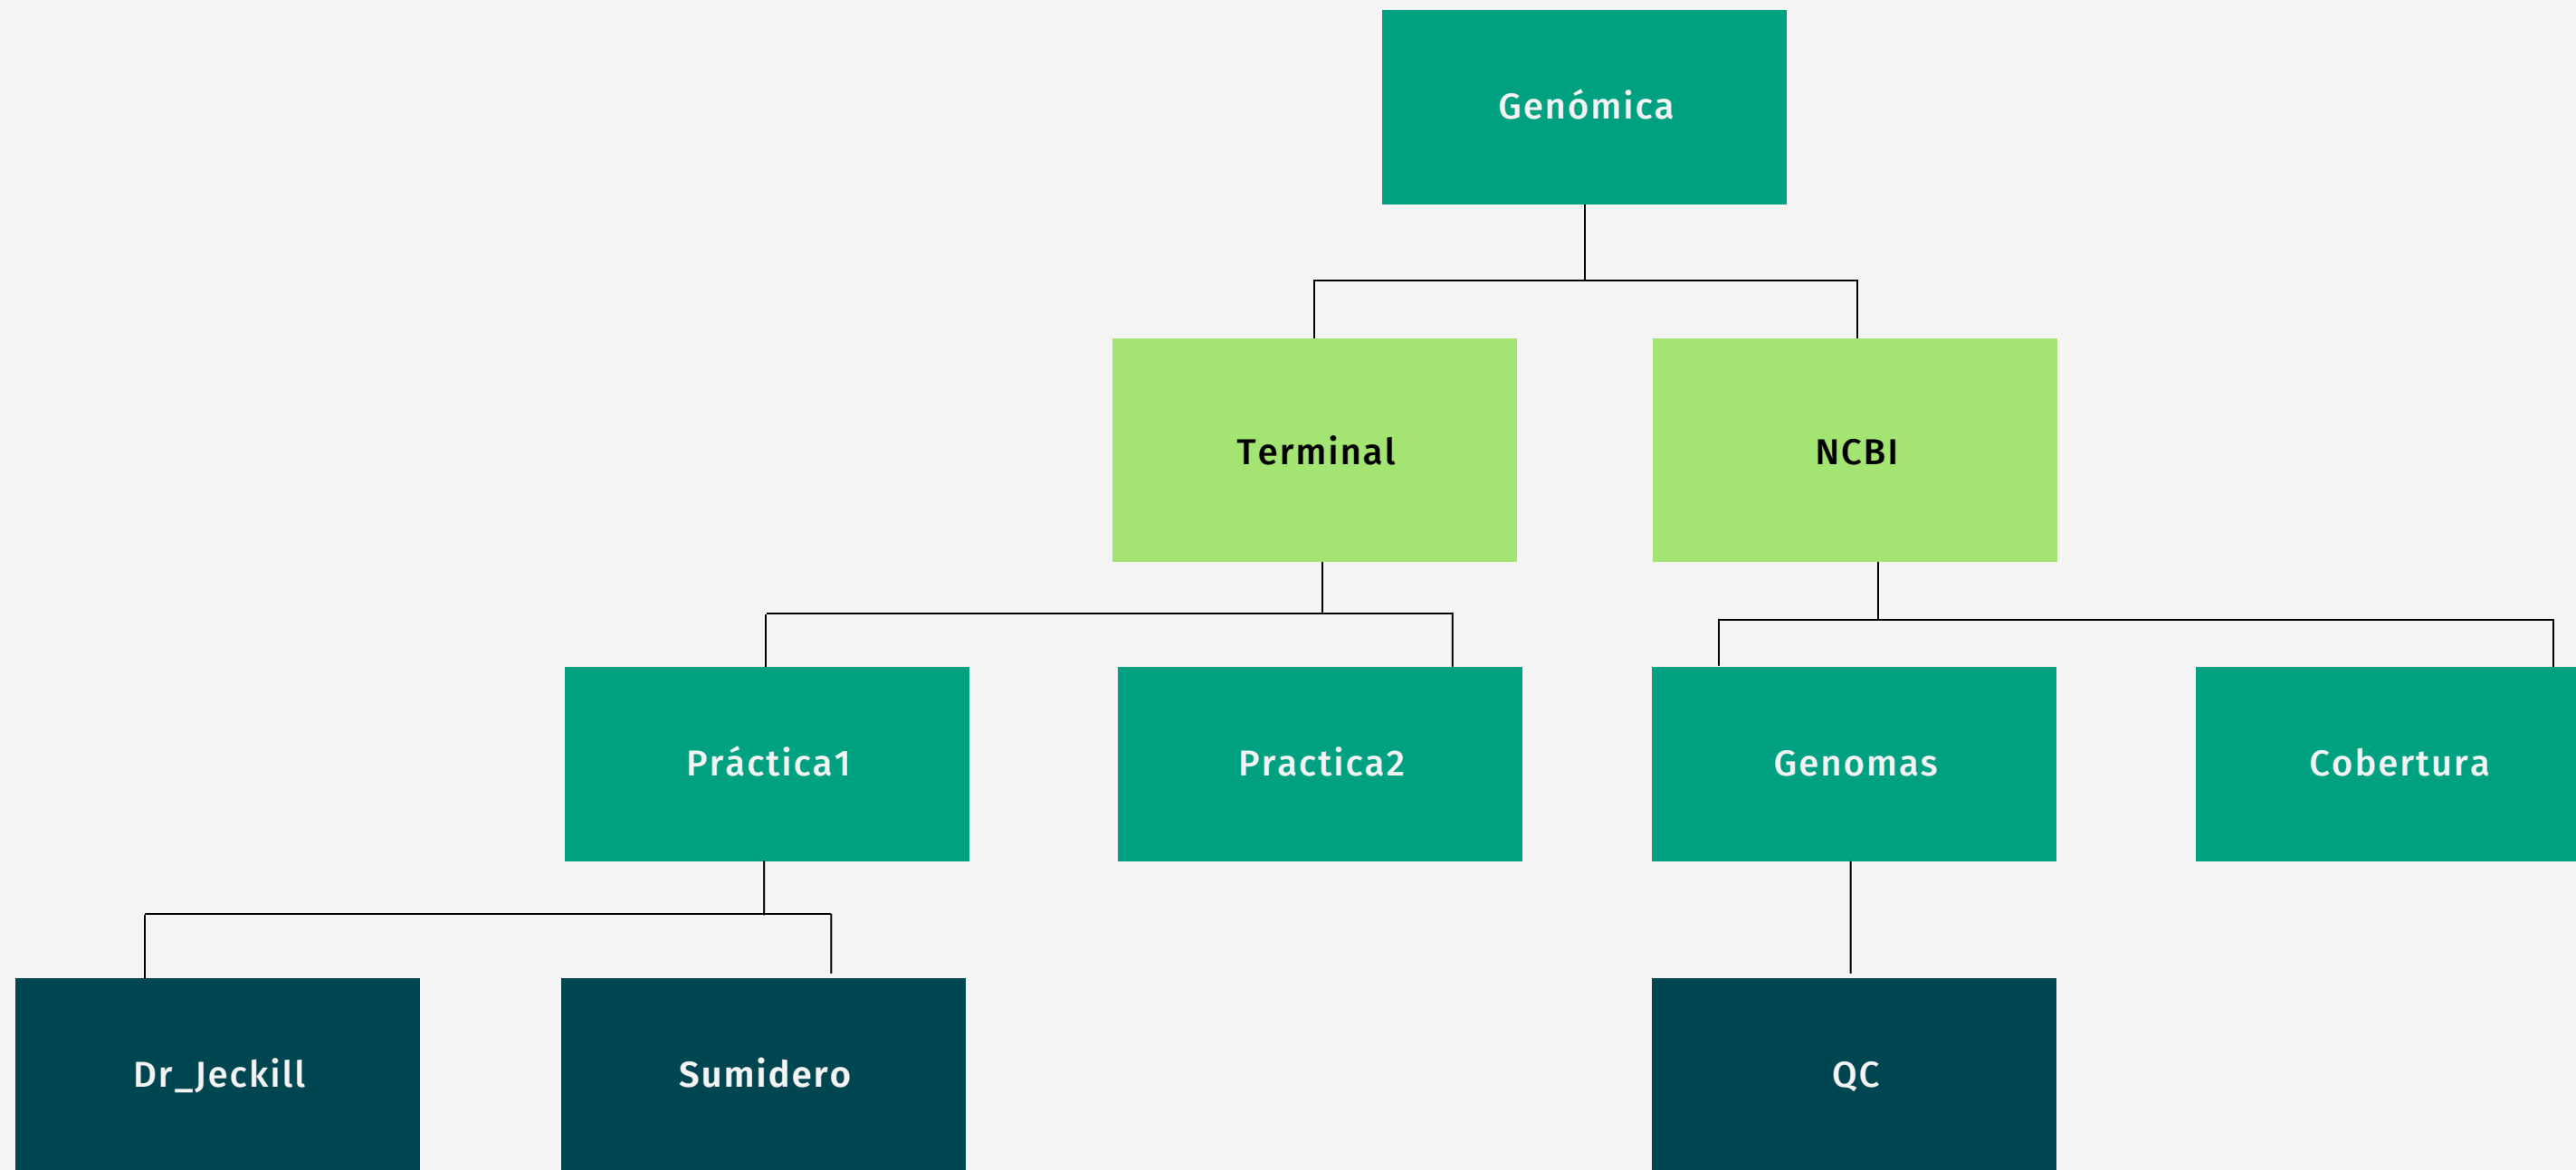 Genómica
Terminal
NCBI
Práctica1
Practica2
Genomas
Cobertura
Dr_Jeckill
Sumidero
QC